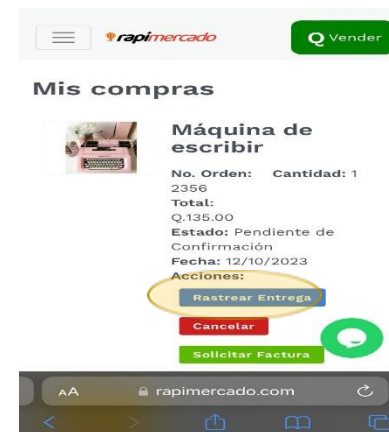 rapimercado
Q Vender
Mis compras
Máquina de
escribir
No. Orden: Cantidad: 1
2356
Total:
Q.135.00
Estado: Pendiente de
Confirmación
Fecha: 12/10/2023
Acciones:
Rastrear Entrega
Cancelar
Solicitar Factura
AA rapimercado.com